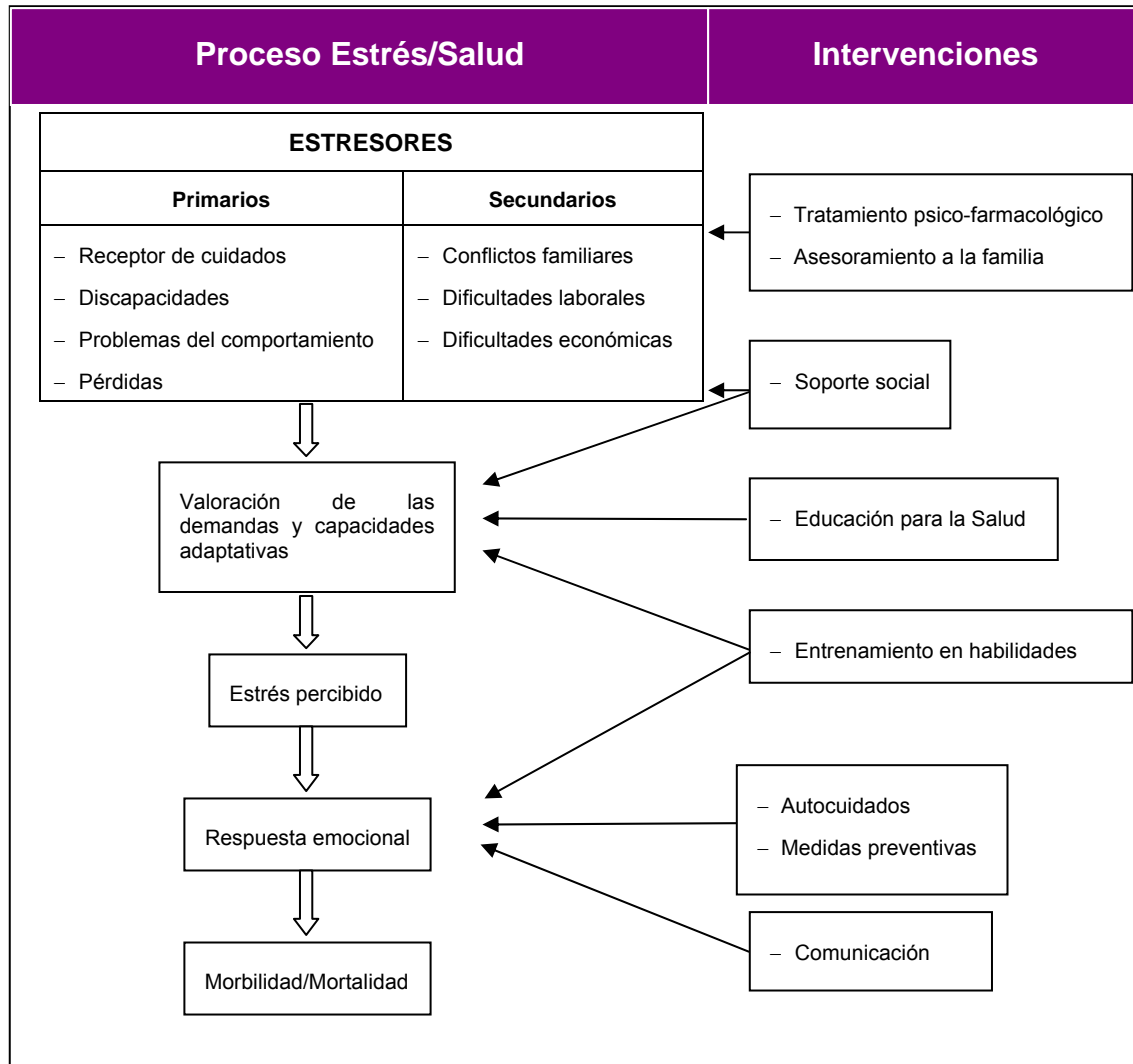 Proceso Estrés/Salud
Intervenciones
ESTRESORES
Primarios
Secundarios
− Receptor de cuidados
− Discapacidades
− Problemas del comportamiento
− Pérdidas
− Conflictos familiares
− Dificultades laborales
− Dificultades económicas
− Tratamiento psico-farmacológico
− Asesoramiento a la familia
− Soporte social
Valoración de las
demandas y capacidades
adaptativas
− Educación para la Salud
− Entrenamiento en habilidades
Estrés percibido
− Autocuidados
− Medidas preventivas
Respuesta emocional
− Comunicación
Morbilidad/Mortalidad